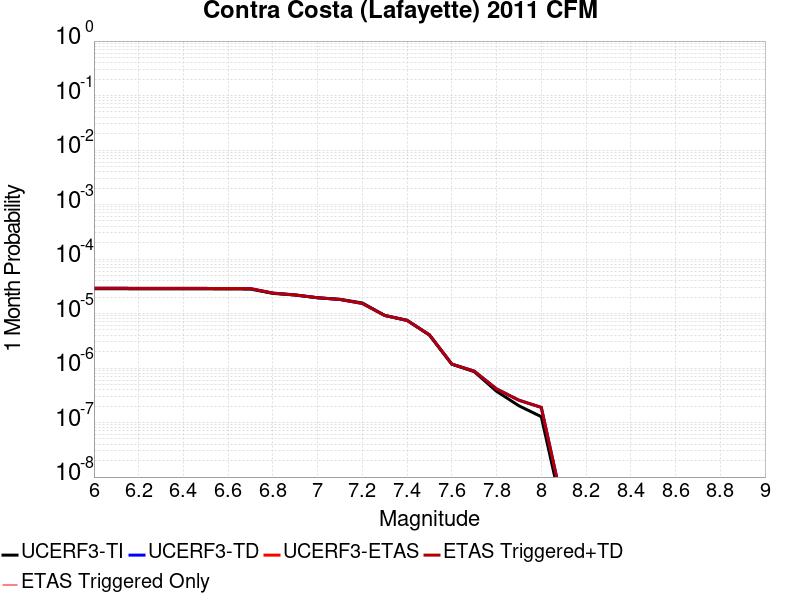 Contra Costa (Lafayette) 2011 CFM
10^0
10^-1
10^-2
10^-3
10^-4
10^-5
10^-6
10^-7
10^-8
1 Month Probability
6 6.2 6.4 6.6 6.8 7 7.2 7.4 7.6 7.8 8 8.2 8.4 8.6 8.8 9
Magnitude
UCERF3-TI UCERF3-TD UCERF3-ETAS ETAS Triggered+TD
ETAS Triggered Only